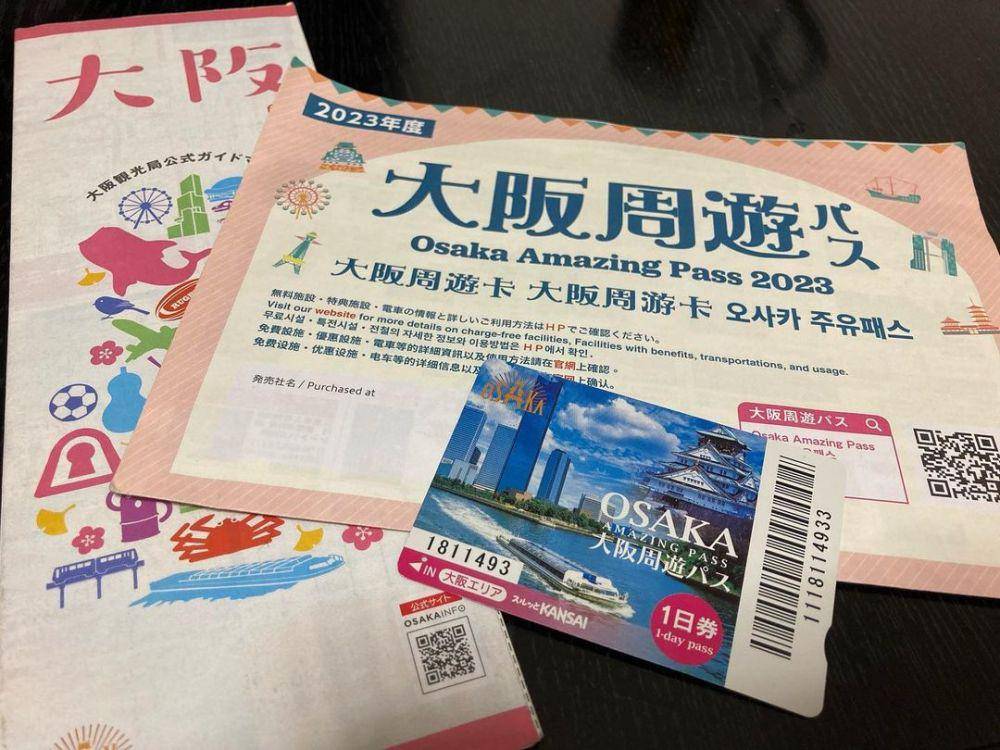 大阪
大阪観光局公式ガイド
RUG
公式サイト
OSAKAINFO
2023年度
大阪周遊パス
Osaka Amazing Pass 2023
大阪周遊卡 大阪周游卡 오사카 주유패스
無料施設・特典施設・電車の情報と詳しいご利用方法はHPでご確認ください。
Visit our website for more details on charge-free facilities, Facilities with benefits, transportations, and usage.
무료시설・특전시설・전철의 자세한 정보와 이용방법은 HP에서 확인.
免費設施・優惠設施・電車等的詳細資訊以及使用方法請在官網上確認。
免费设施・优惠设施・电车等的详细信息以及
上确认。
発売社名 / Purchased at
大阪周遊パス
Osaka Amazing Pass
패스
OSAKA
OSAKA
AMAZING PASS
大阪周遊パス
1811493
IN 大阪エリア スルッとKANSAI
1日券
1-day pass
1118114933